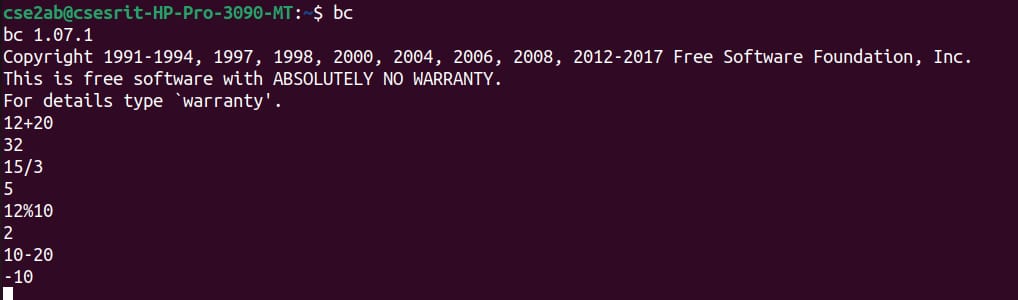 cse2ab@csesrit-HP-Pro-3090-MT:~$ bc
bc 1.07.1
Copyright 1991-1994, 1997, 1998, 2000, 2004, 2006, 2008, 2012-2017 Free Software Foundation, Inc.
This is free software with ABSOLUTELY NO WARRANTY.
For details type `warranty'.
12+20
32
15/3
5
12%10
2
10-20
-10